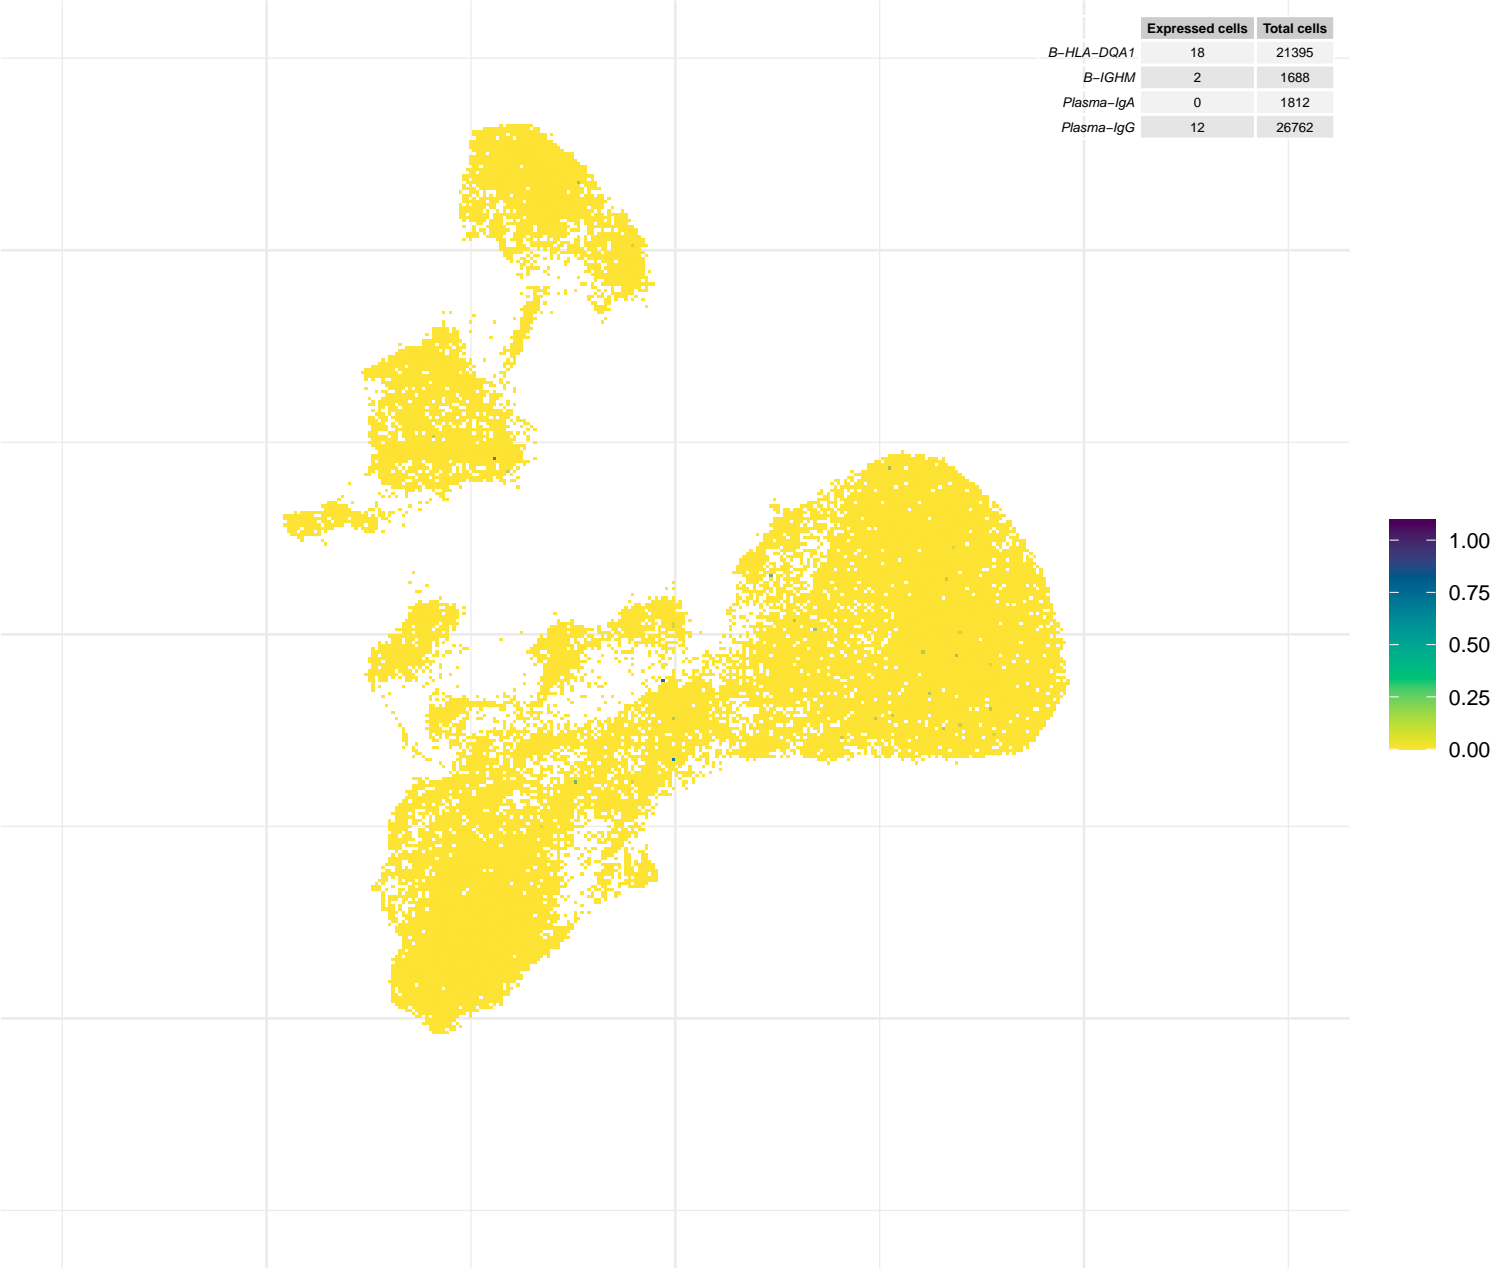 Expressed cells Total cells
B−HLA−DQA1 18 21395
B−IGHM 2 1688
Plasma−IgA 0 1812
Plasma−IgG 12 26762
1.00
0.75
0.50
0.25
0.00